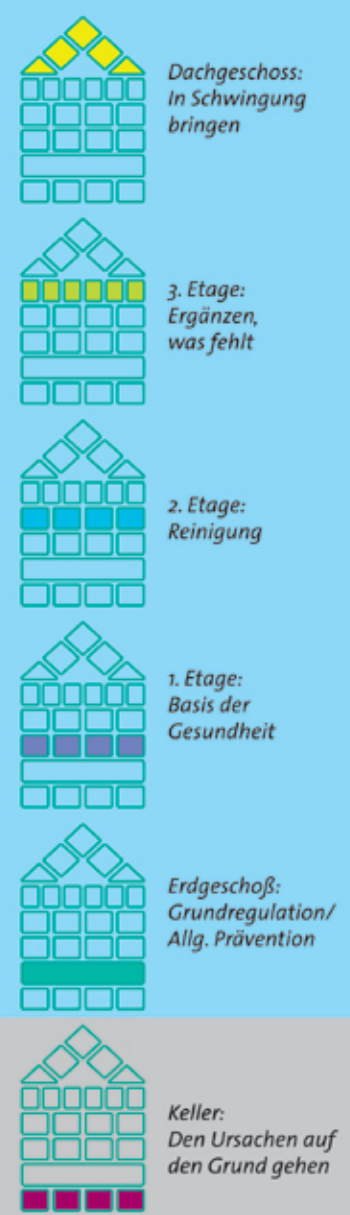 Dachgeschoss:
In Schwingung
bringen
3. Etage:
Ergänzen,
was fehlt
2. Etage:
Reinigung
1. Etage:
Basis der
Gesundheit
Erdgeschoß:
Grundregulation/
Allg. Prävention
Keller:
Den Ursachen auf
den Grund gehen